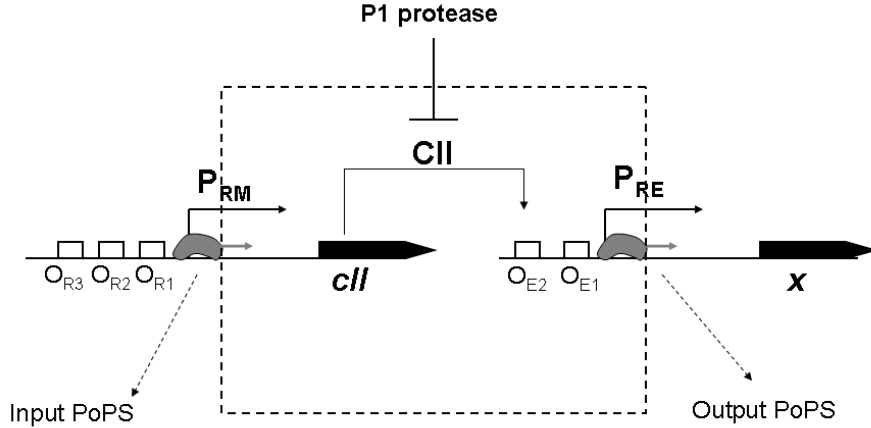 P1 protease
CII
PRM
PRE
OR3 OR2 OR1
cII
OE2 OE1
x
Input PoPS
Output PoPS